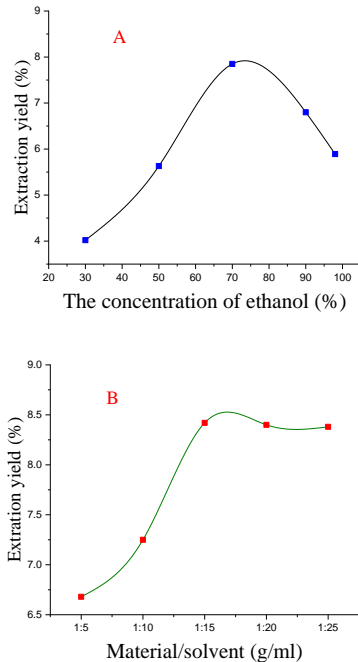 A
Extraction yield (%)
9
8
7
6
5
4
20 30 40 50 60 70 80 90 100
The concentration of ethanol (%)
B
Extration yield (%)
9.0
8.5
8.0
7.5
7.0
6.5
1:5 1:10 1:15 1:20 1:25
Material/solvent (g/ml)